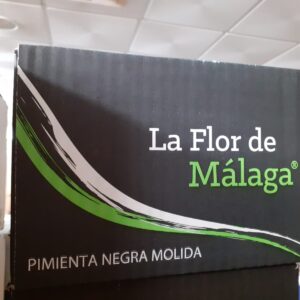 La Flor de
Málaga®
PIMIENTA NEGRA MOLIDA